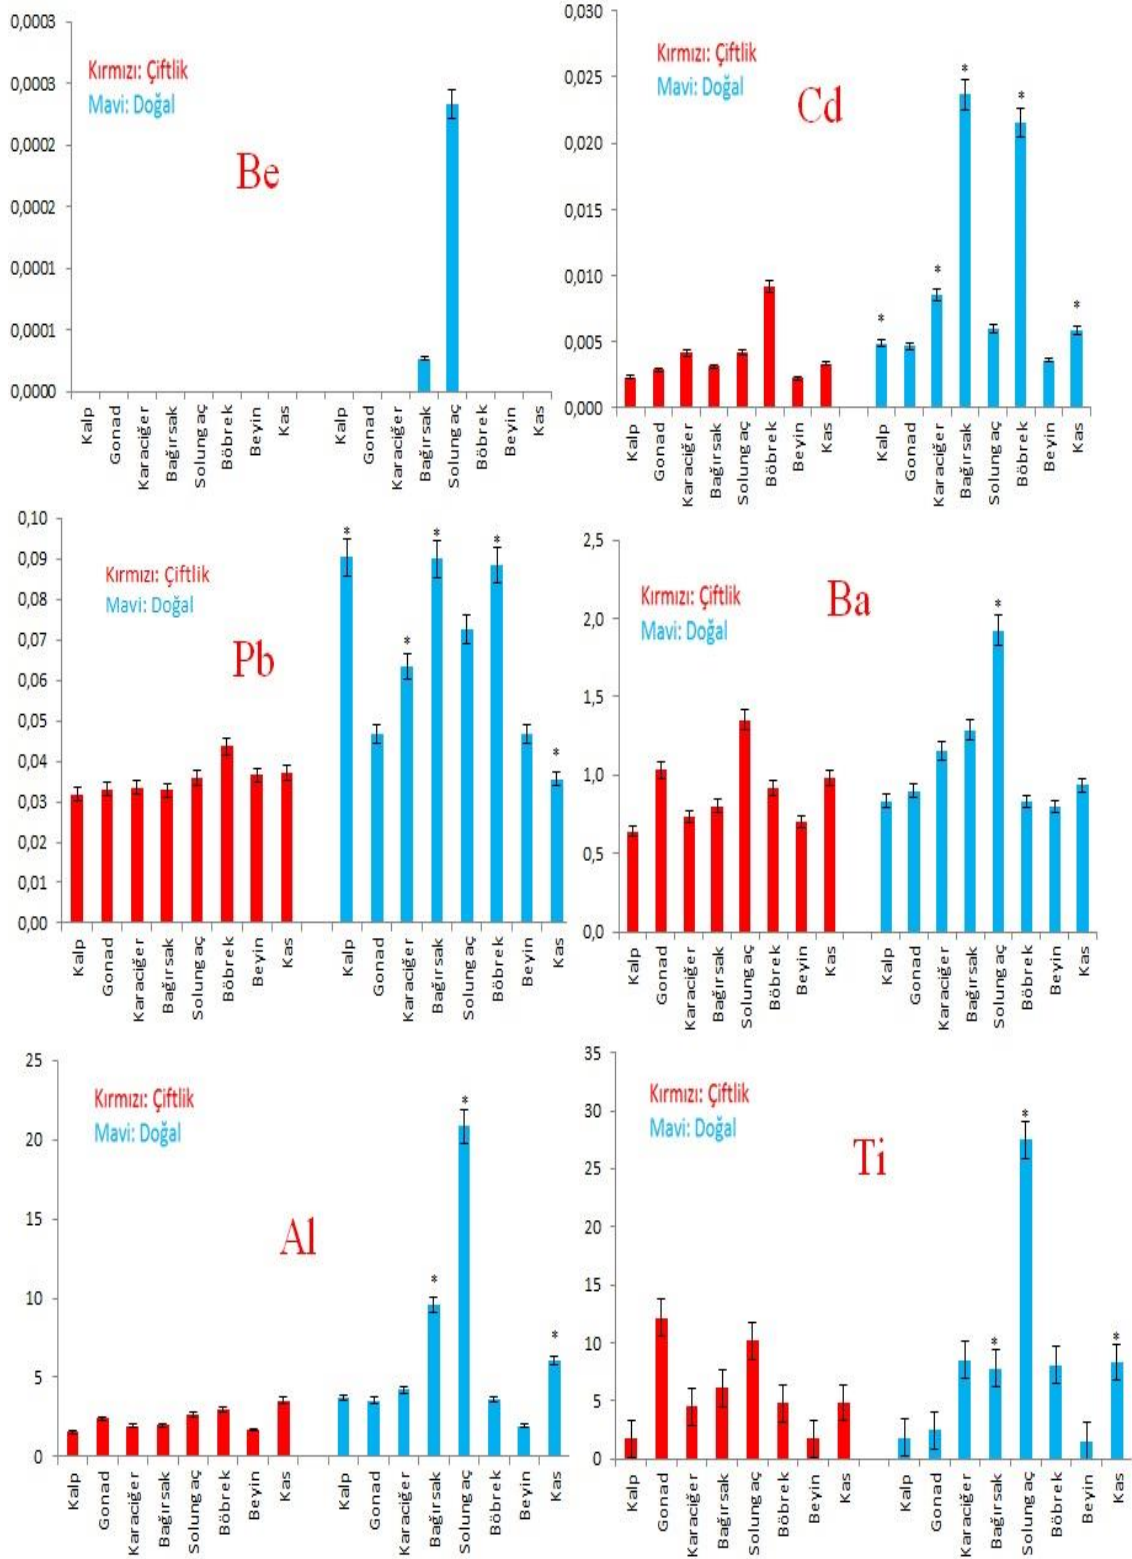 0,0003
0,0003
0,0002
0,0002
0,0001
0,0001
0,0000
Kırmızı: Çiftlik
Mavi: Doğal
Be
Kalp
Gonad
Karaciğer
Bağırsak
Solungaç
Böbrek
Beyin
Kas
Kalp
Gonad
Karaciğer
Bağırsak
Solungaç
Böbrek
Beyin
Kas
0,030
0,025
0,020
0,015
0,010
0,005
0,000
Kırmızı: Çiftlik
Mavi: Doğal
Cd
*
*
*
*
*
Kalp
Gonad
Karaciğer
Bağırsak
Solungaç
Böbrek
Beyin
Kas
Kalp
Gonad
Karaciğer
Bağırsak
Solungaç
Böbrek
Beyin
Kas
0,10
0,09
0,08
0,07
0,06
0,05
0,04
0,03
0,02
0,01
0,00
Kırmızı: Çiftlik
Mavi: Doğal
Pb
*
*
*
*
*
Kalp
Gonad
Karaciğer
Bağırsak
Solungaç
Böbrek
Beyin
Kas
Kalp
Gonad
Karaciğer
Bağırsak
Solungaç
Böbrek
Beyin
Kas
2,5
2,0
1,5
1,0
0,5
0,0
Kırmızı: Çiftlik
Mavi: Doğal
Ba
*
Kalp
Gonad
Karaciğer
Bağırsak
Solungaç
Böbrek
Beyin
Kas
Kalp
Gonad
Karaciğer
Bağırsak
Solungaç
Böbrek
Beyin
Kas
25
20
15
10
5
0
Kırmızı: Çiftlik
Mavi: Doğal
Al
*
*
*
Kalp
Gonad
Karaciğer
Bağırsak
Solungaç
Böbrek
Beyin
Kas
Kalp
Gonad
Karaciğer
Bağırsak
Solungaç
Böbrek
Beyin
Kas
35
30
25
20
15
10
5
0
Kırmızı: Çiftlik
Mavi: Doğal
Ti
*
*
*
Kalp
Gonad
Karaciğer
Bağırsak
Solungaç
Böbrek
Beyin
Kas
Kalp
Gonad
Karaciğer
Bağırsak
Solungaç
Böbrek
Beyin
Kas